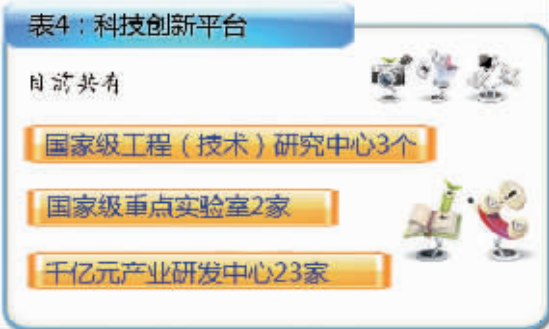 表4：科技创新平台
目前共有
国家级工程（技术）研究中心3个
国家级重点实验室2家
千亿元产业研发中心23家